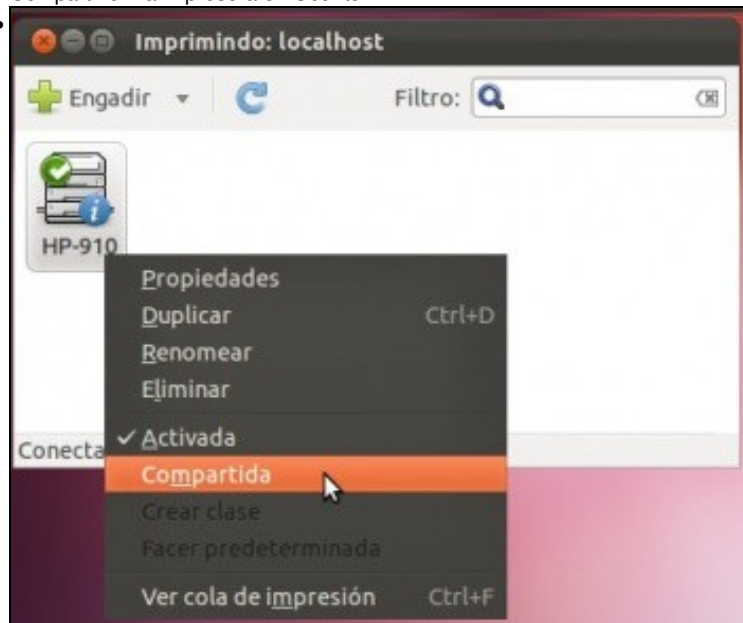 Imprimindo: localhost
Engadir
Filtro:
HP-910
Propiedades
Duplicar Ctrl+D
Renomear
Eliminar
Conecta
Activada
Compartida
Crear clase
Facer predeterminada
Ver cola de impresión Ctrl+F